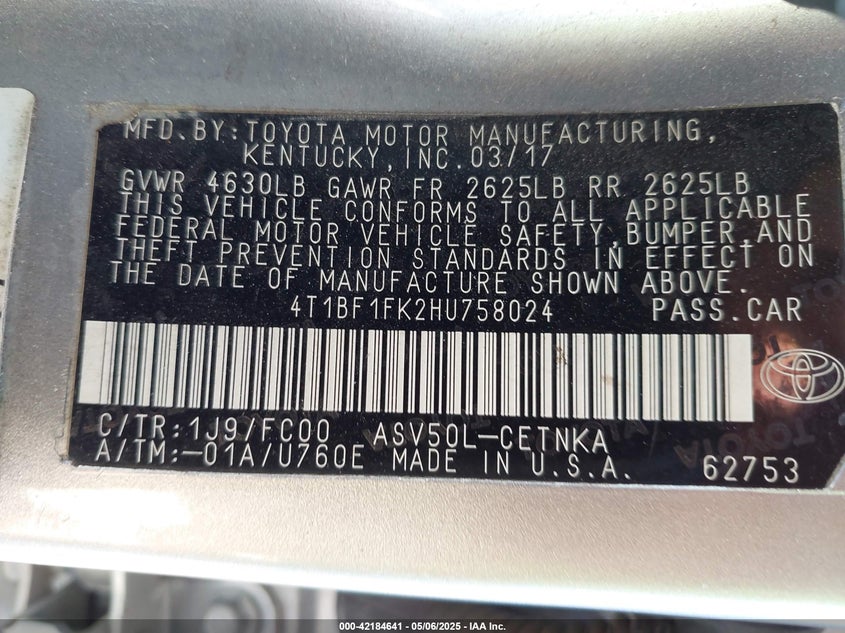 MFD.BY:TOYOTA MOTOR MANUFACTURING,
KENTUCKY,INC.03/17
GVWR 4630LB GAWR FR 2625LB RR 2625LB
THIS VEHICLE CONFORMS TO ALL APPLICABLE
FEDERAL MOTOR VEHICLE SAFETY,BUMPER,AND
THEFT PREVENTION STANDARDS IN EFFECT ON
THE DATE OF MANUFACTURE SHOWN ABOVE.
4T1BF1FK2HU758024 PASS.CAR
C/TR:1J9/FC00 ASV50L-CETNKA
A/TM:-01A/U760E MADE IN U.S.A. 62753
000-42184641 - 05/06/2025 - IAA Inc.